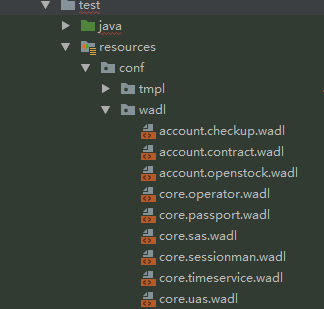 test
java
resources
conf
tmpl
wadl
account.checkup.wadl
account.contract.wadl
account.openstock.wadl
core.operator.wadl
core.passport.wadl
core.sas.wadl
core.sessionman.wadl
core.timeservice.wadl
core.uas.wadl